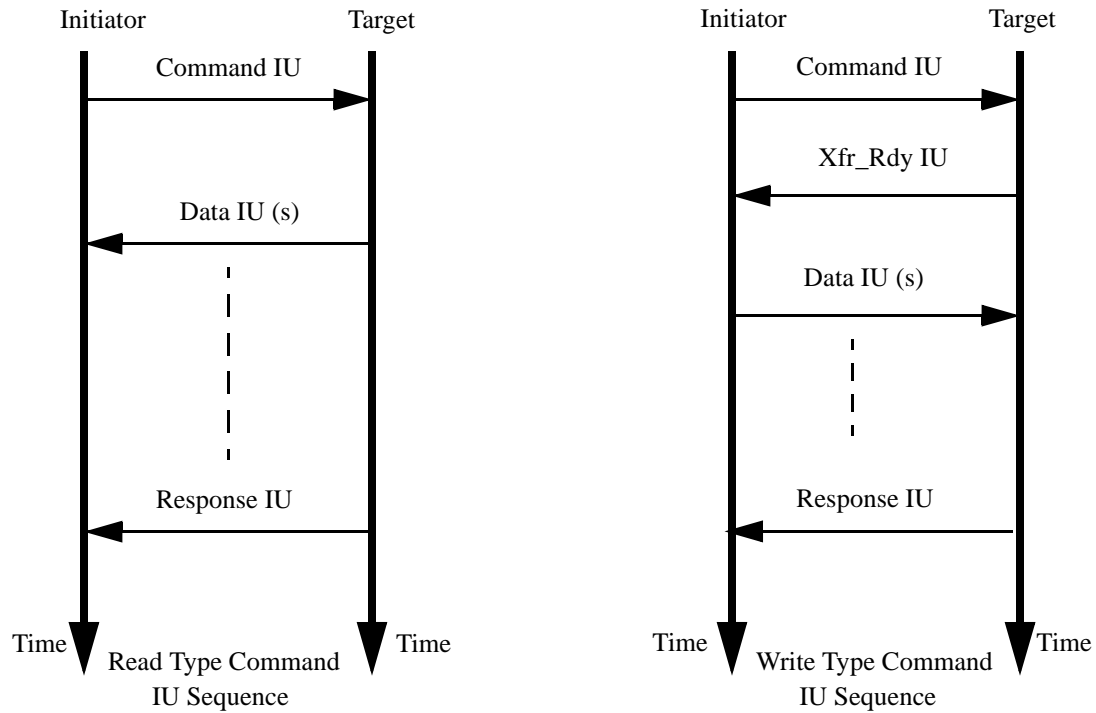 Initiator
Target
Command IU
Data IU (s)
Response IU
Time
Time
Read Type Command
IU Sequence
Initiator
Target
Command IU
Xfr_Rdy IU
Data IU (s)
Response IU
Time
Time
Write Type Command
IU Sequence